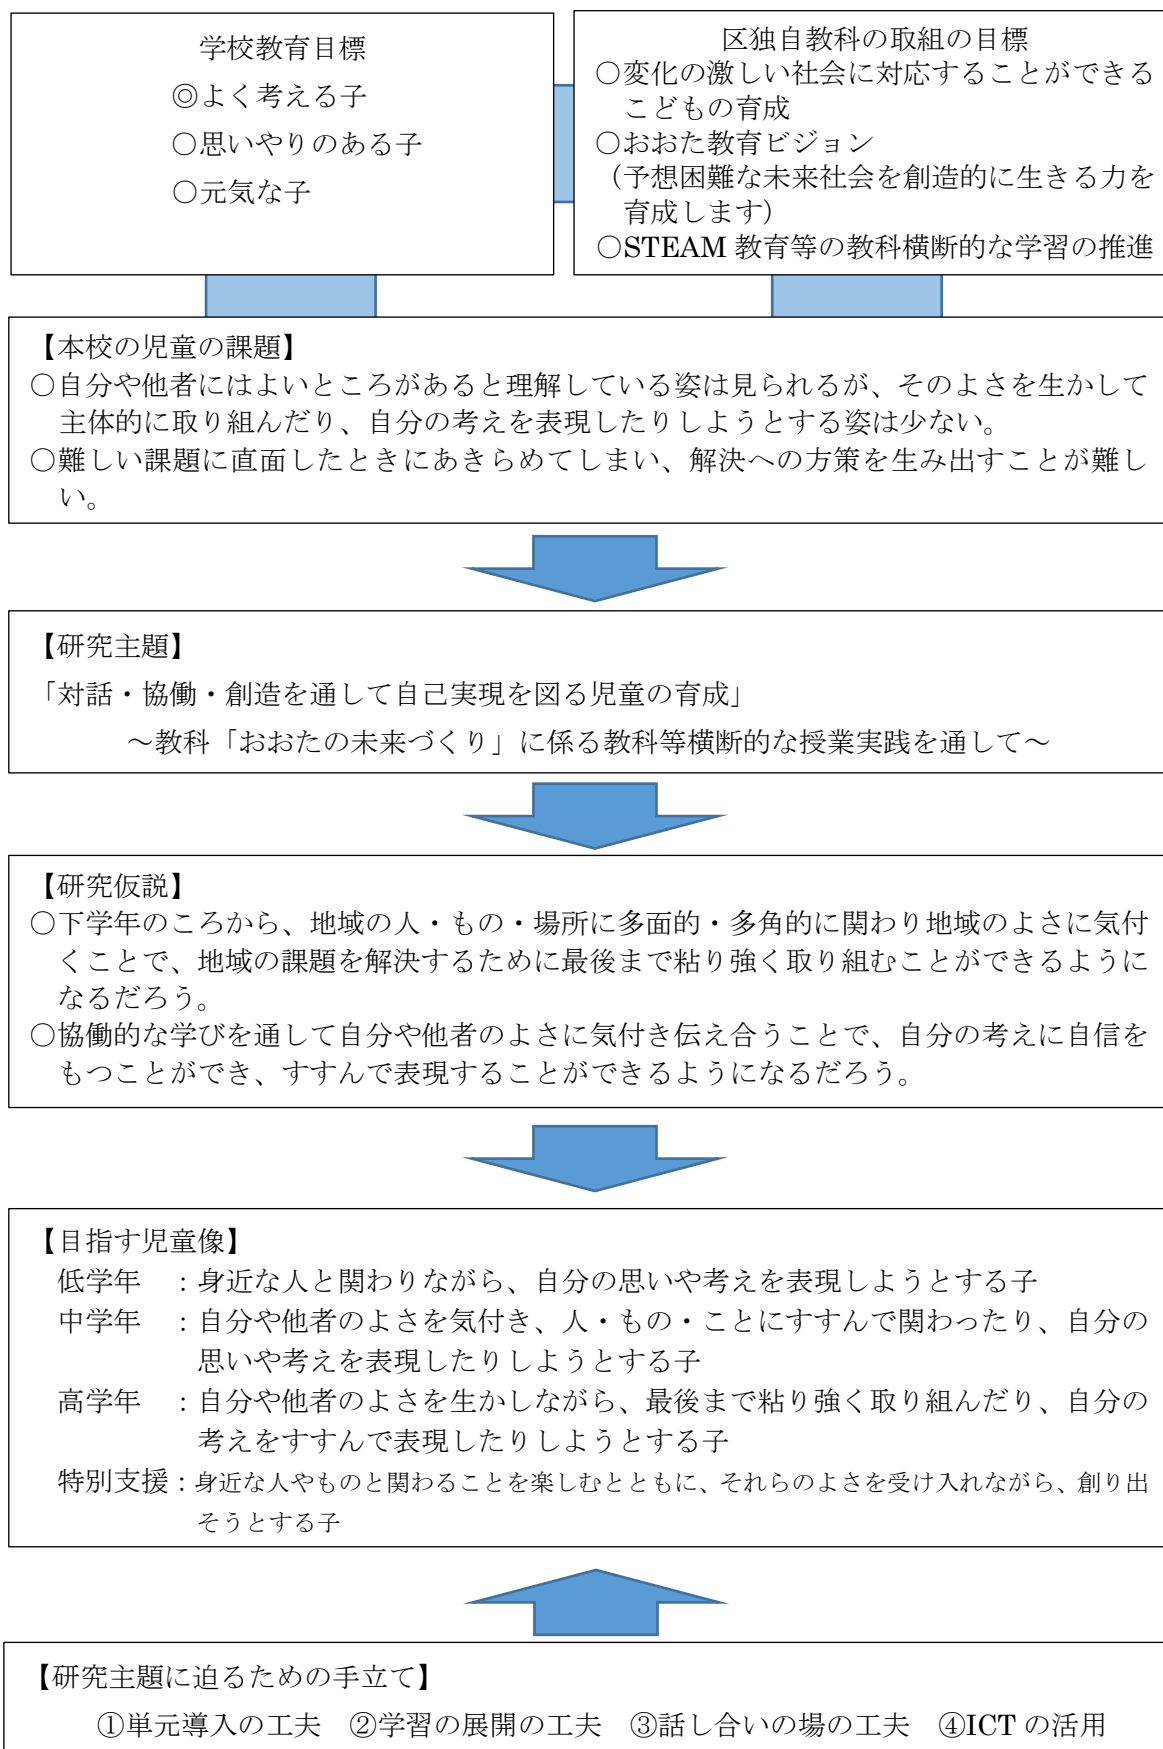 学校教育目標
◎よく考える子
○思いやりのある子
○元気な子
区独自教科の取組の目標
○変化の激しい社会に対応することができる
こどもの育成
○おおた教育ビジョン
（予想困難な未来社会を創造的に生きる力を
育成します）
○STEAM 教育等の教科横断的な学習の推進
【本校の児童の課題】
○自分や他者にはよいところがあると理解している姿は見られるが、そのよさを生かして
主体的に取り組んだり、自分の考えを表現したりしようとする姿は少ない。
○難しい課題に直面したときにあきらめてしまい、解決への方策を生み出すことが難し
い。
【研究主題】
「対話・協働・創造を通して自己実現を図る児童の育成」
～教科「おおたの未来づくり」に係る教科等横断的な授業実践を通して～
【研究仮説】
○下学年のころから、地域の人・もの・場所に多面的・多角的に関わり地域のよさに気付
くことで、地域の課題を解決するために最後まで粘り強く取り組むことができるように
なるだろう。
○協働的な学びを通して自分や他者のよさに気付き伝え合うことで、自分の考えに自信を
もつことができ、すすんで表現することができるようになるだろう。
【目指す児童像】
低学年　：身近な人と関わりながら、自分の思いや考えを表現しようとする子
中学年　：自分や他者のよさを気付き、人・もの・ことにすすんで関わったり、自分の
思いや考えを表現したりしようとする子
高学年　：自分や他者のよさを生かしながら、最後まで粘り強く取り組んだり、自分の
考えをすすんで表現したりしようとする子
特別支援：身近な人やものと関わることを楽しむとともに、それらのよさを受け入れながら、創り出
そうとする子
【研究主題に迫るための手立て】
①単元導入の工夫　②学習の展開の工夫　③話し合いの場の工夫　④ICT の活用